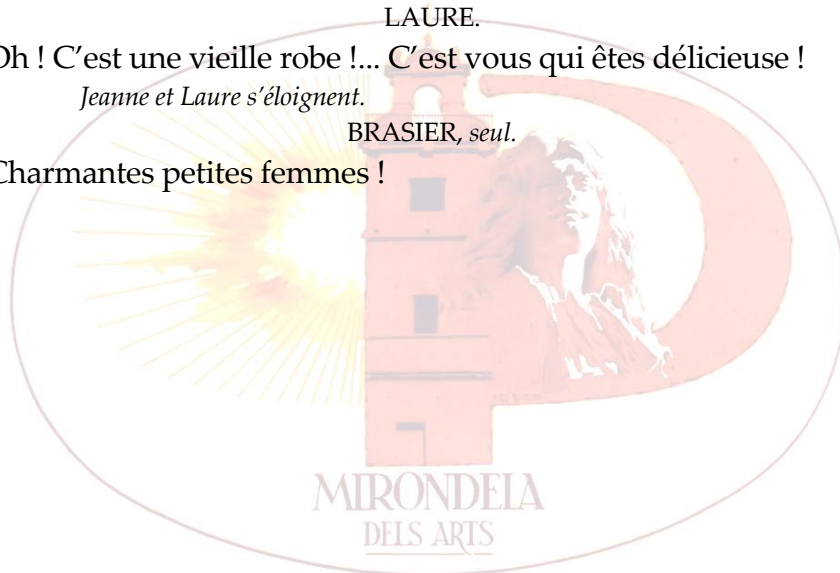 LAURE.
Oh ! C’est une vieille robe !... C’est vous qui êtes délicieuse !
Jeanne et Laure s’éloignent.
BRASIER, seul.
Charmantes petites femmes !
MIRONDELA
DELS ARTS